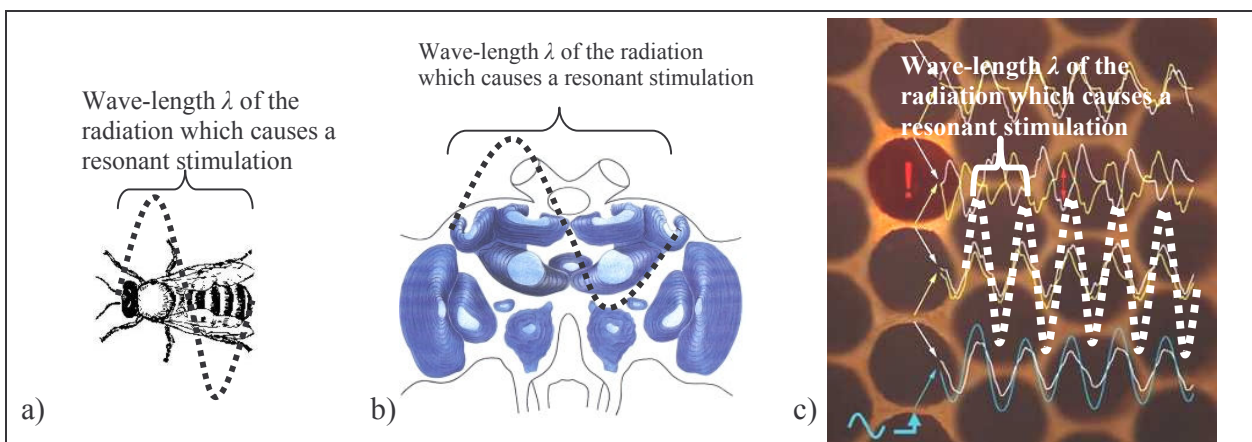 Wave-length λ of the
radiation which causes a
resonant stimulation
a)
Wave-length λ of the radiation
which causes a resonant stimulation
b)
Wave-length λ of the
radiation which causes a
resonant stimulation
!
c)